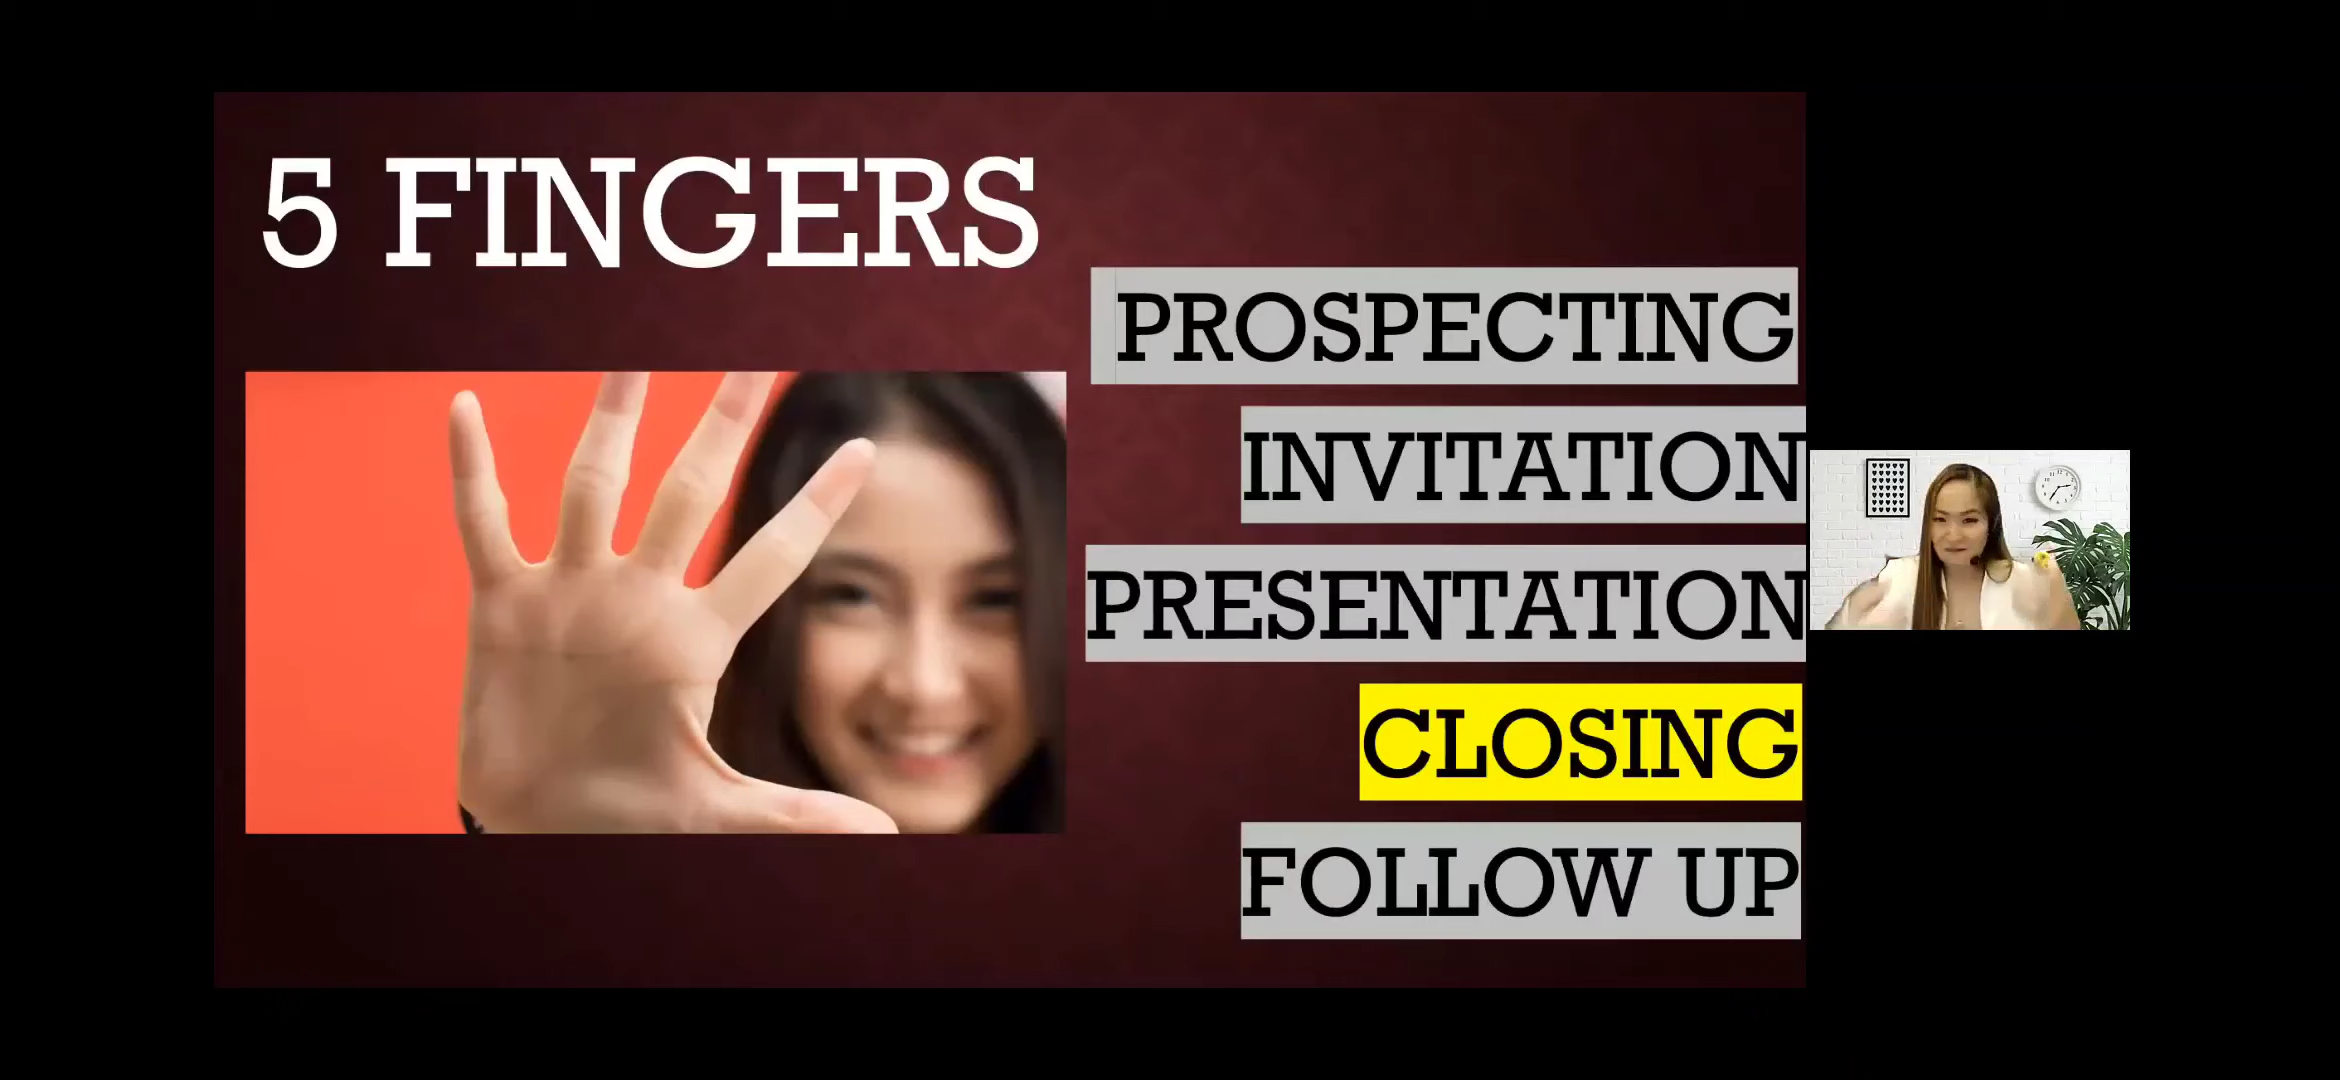 5 FINGERS
PROSPECTING
INVITATION
PRESENTATION
CLOSING
FOLLOW UP